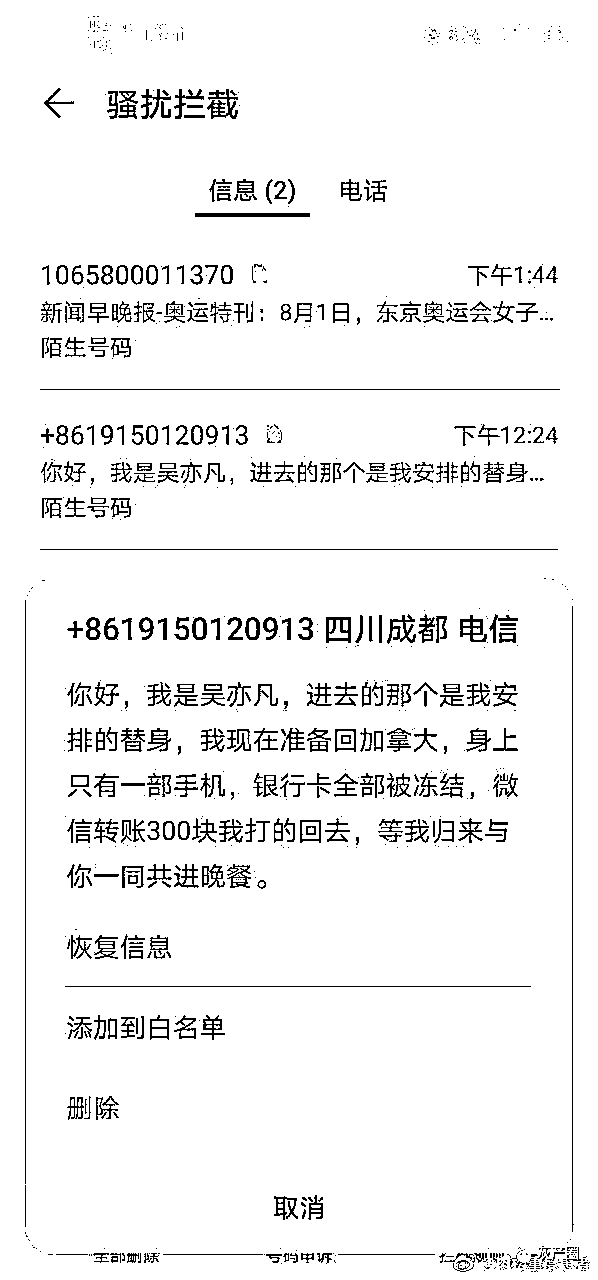 骚扰拦截
信息 (2) 电话
1065800011370 下午1:44
新闻早晚报-奥运特刊：8月1日，东京奥运会女子...
陌生号码
+8619150120913 下午12:24
你好，我是吴亦凡，进去的那个是我安排的替身...
陌生号码
+8619150120913 四川成都 电信
你好，我是吴亦凡，进去的那个是我安
排的替身，我现在准备回加拿大，身上
只有一部手机，银行卡全部被冻结，微
信转账300块我打的回去，等我归来与
你一同共进晚餐。
恢复信息
添加到白名单
删除
取消
全部删除 号码申诉